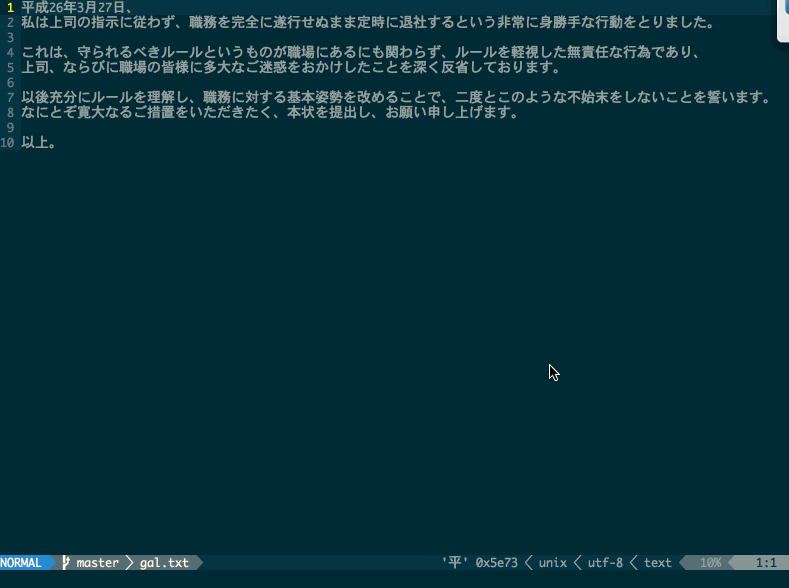 1 平成26年3月27日、
2 私は上司の指示に従わず、職務を完全に遂行せぬまま定時に退社するという非常に身勝手な行動をとりました。
3
4 これは、守られるべきルールというものが職場にあるにも関わらず、ルールを軽視した無責任な行為であり、
5 上司、ならびに職場の皆様に多大なご迷惑をおかけしたことを深く反省しております。
6
7 以後充分にルールを理解し、職務に対する基本姿勢を改めることで、二度とこのような不始末をしないことを誓います。
8 なにとぞ寛大なるご措置をいただきたく、本状を提出し、お願い申し上げます。
9
10 以上。
NORMAL master gal.txt '平' 0x5e73 unix utf-8 text 10% 1:1